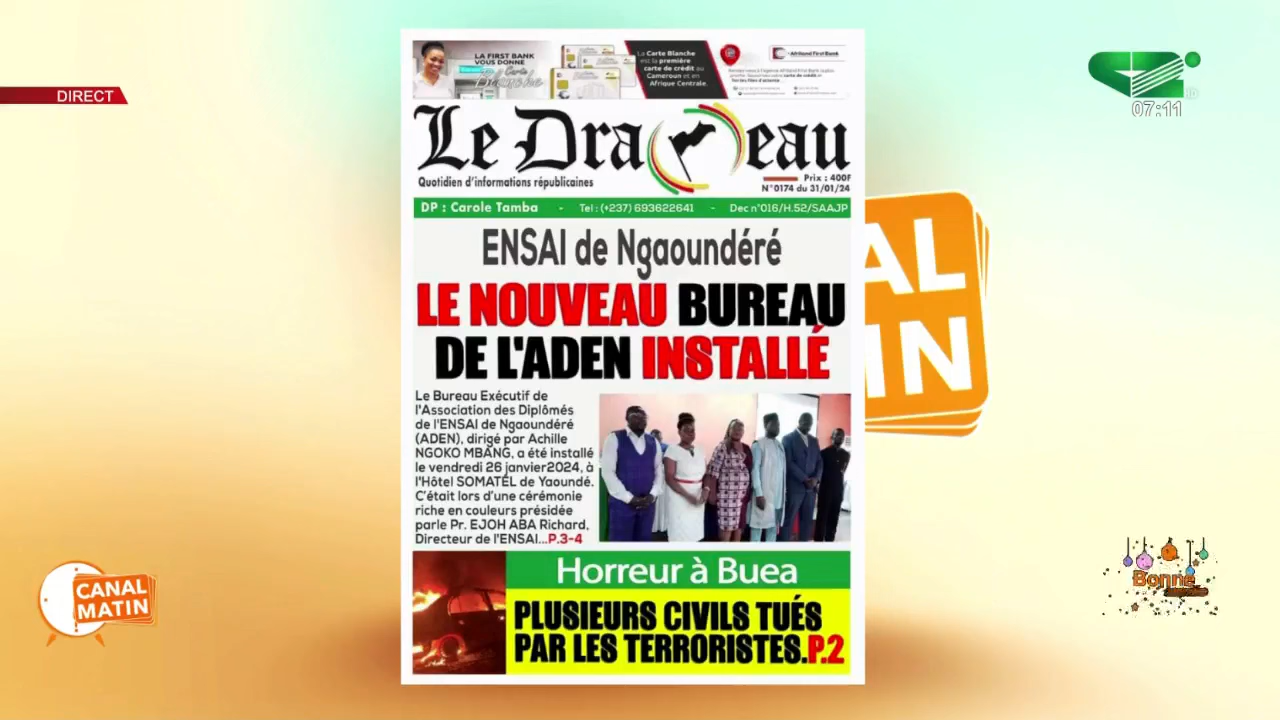 DIRECT
07:11
LA FIRST BANK
VOUS DONNE
Carte
Blanche
La Carte Blanche
est la première
carte de crédit au
Cameroun et en
Afrique Centrale.
Afriland First Bank
Le Drapeau
Quotidien d'informations républicaines
Prix : 400F
N°0174 du 31/01/24
DP : Carole Tamba - Tel : (+237) 693622641 - Dec n°016/H.52/SAAJP
ENSAI de Ngaoundéré
LE NOUVEAU BUREAU
DE L'ADEN INSTALLÉ
Le Bureau Exécutif de
l'Association des Diplômés
de l'ENSAI de Ngaoundéré
(ADEN), dirigé par Achille
NGOKO MBANG, a été installé
le vendredi 26 janvier2024, à
l'Hôtel SOMATEL de Yaoundé.
C'était lors d'une cérémonie
riche en couleurs présidée
parle Pr. EJOH ABA Richard,
Directeur de l'ENSAI...P.3-4
Horreur à Buea
PLUSIEURS CIVILS TUÉS
PAR LES TERRORISTES.P.2
AL
IN
CANAL
MATIN
Bonne